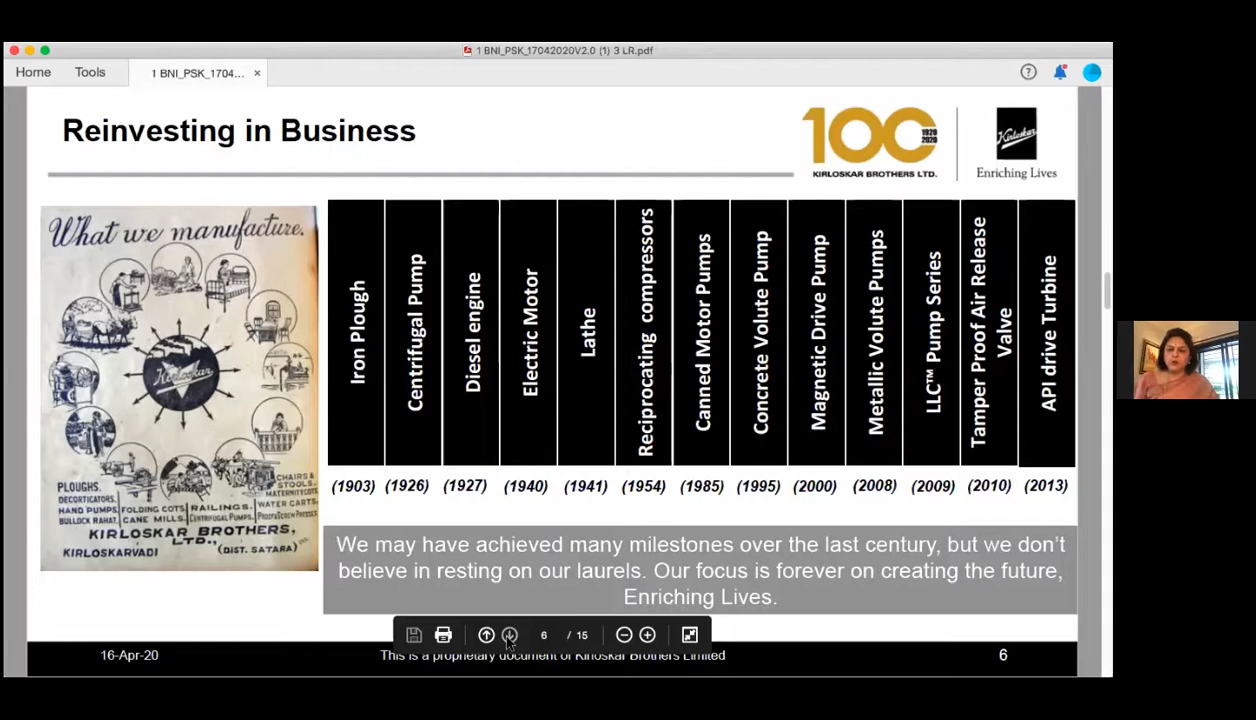 1 BNI_PSK_17042020V2.0 (1) 3 LR.pdf
Home Tools 1 BNI_PSK_1704... ×
Reinvesting in Business
100
1920
2020
KIRLOSKAR BROTHERS LTD.
Kirloskar
Enriching Lives
What we manufacture.
Kirloskar
PLOUGHS.
DECORTICATORS,
HAND PUMPS,
BULLOCK RAHAT.
FOLDING COTS,
CANE MILLS.
RAILINGS.
CENTRIFUGAL PUMPS.
CHAIRS &
STOOLS.
MATERNITY COTS.
WATER CARTS.
KIRLOSKAR BROTHERS,
LTD.,
KIRLOSKARVADI (DIST. SATARA)
Iron Plough
Centrifugal Pump
Diesel engine
Electric Motor
Lathe
Reciprocating compressors
Canned Motor Pumps
Concrete Volute Pump
Magnetic Drive Pump
Metallic Volute Pumps
LLC™ Pump Series
Tamper Proof Air Release
Valve
API drive Turbine
(1903) (1926) (1927) (1940) (1941) (1954) (1985) (1995) (2000) (2008) (2009) (2010) (2013)
We may have achieved many milestones over the last century, but we don't
believe in resting on our laurels. Our focus is forever on creating the future,
Enriching Lives.
6 / 15
16-Apr-20 This is a proprietary document of Kirloskar Brothers Limited 6